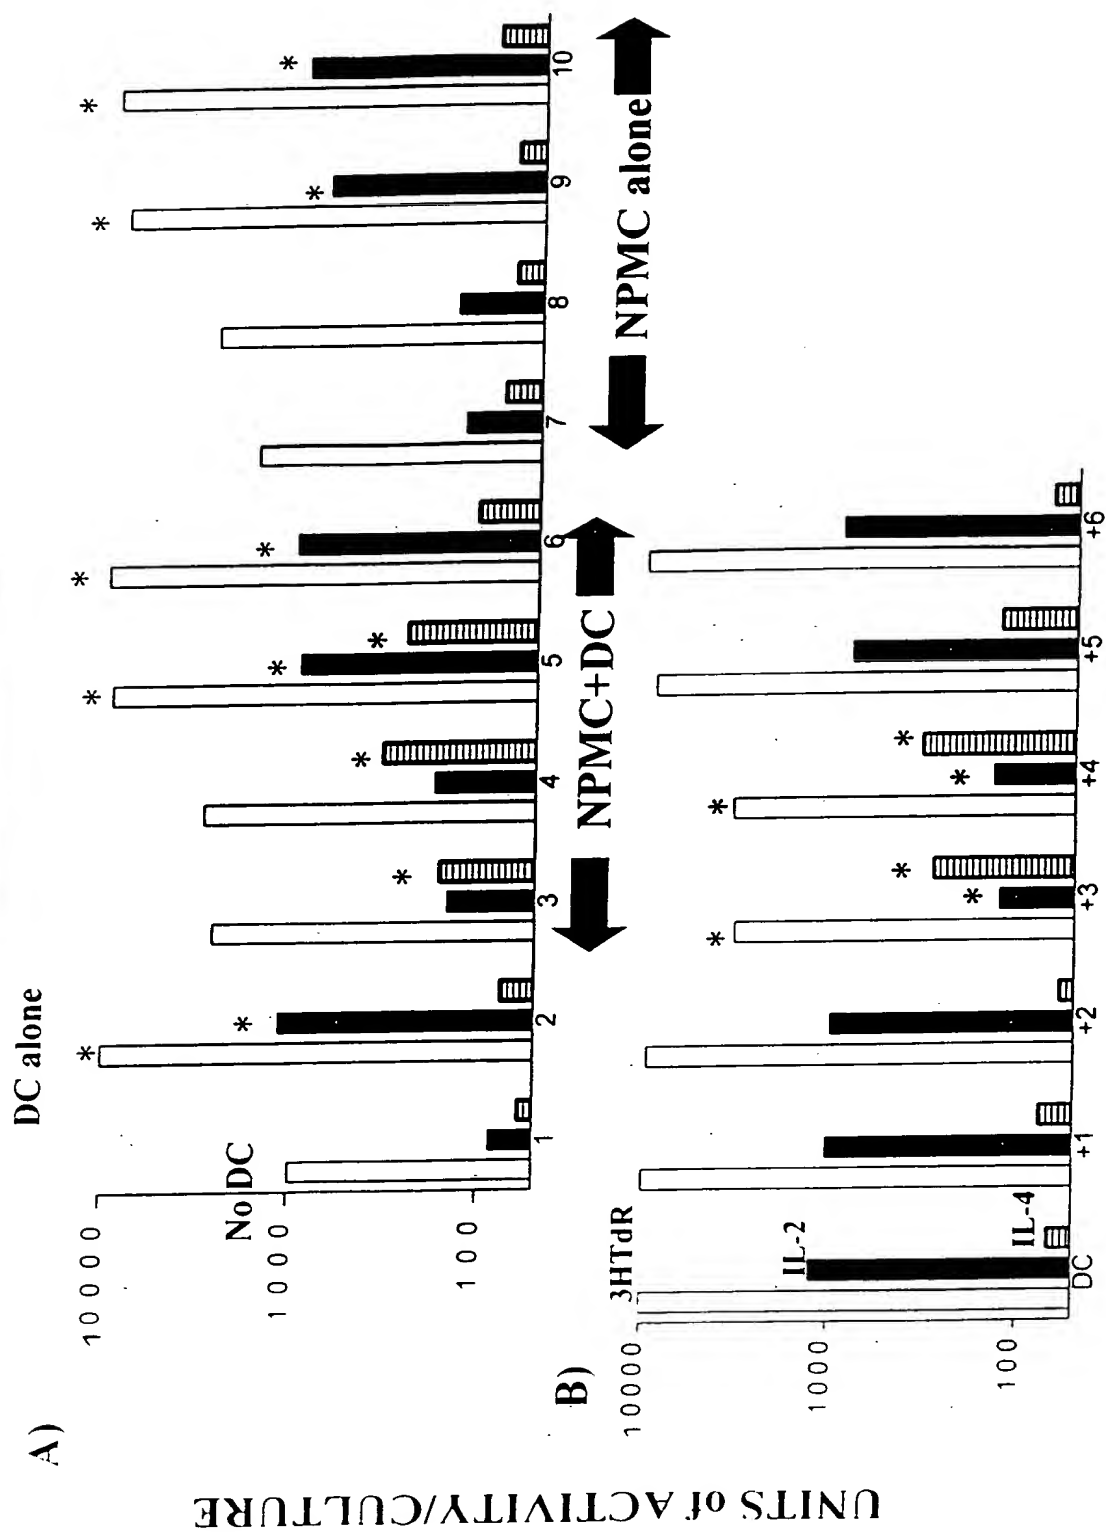 UNITS of ACTIVITY/CULTURE
A)
DC alone
No DC
10000
1000
100
* * * * * * * * * * * * *
1 2 3 4 5 6 7 8 9 10
NPMC+DC
NPMC alone
B)
3HTdR
IL-2
IL-4
10000
1000
100
* * * * * *
DC +1 +2 +3 +4 +5 +6